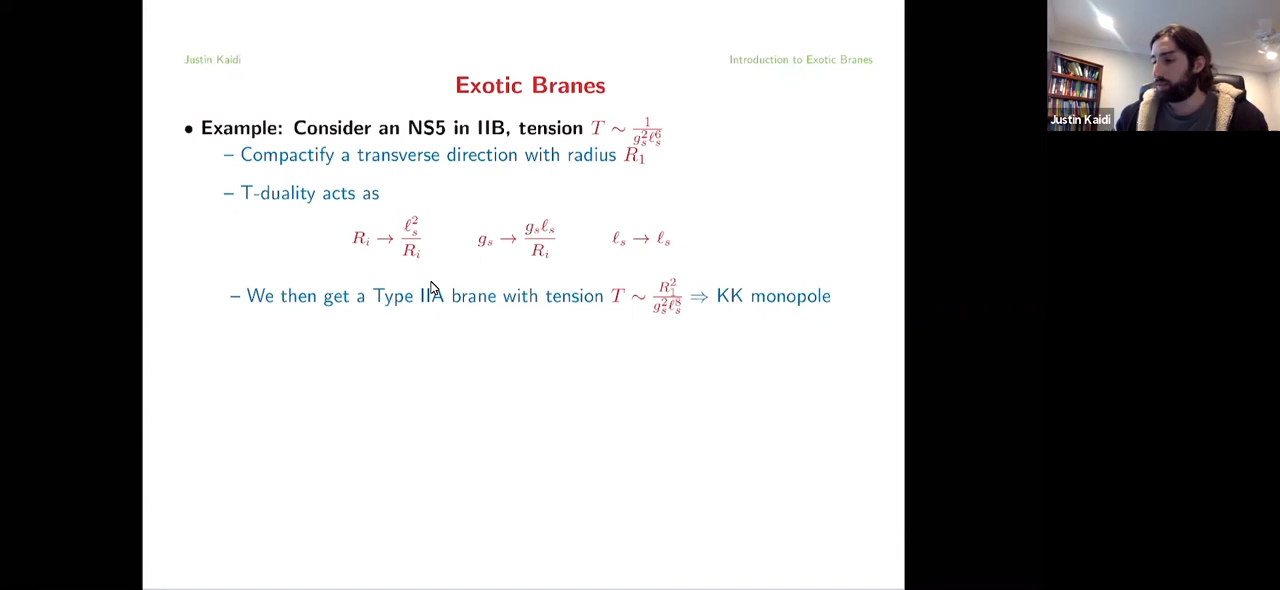 Justin Kaidi
Introduction to Exotic Branes
Exotic Branes
• Example: Consider an NS5 in IIB, tension T ∼ 1/(g_s^2 ℓ_s^6)
– Compactify a transverse direction with radius R_1
– T-duality acts as
R_i → ℓ_s^2/R_i    g_s → g_s ℓ_s/R_i    ℓ_s → ℓ_s
– We then get a Type IIA brane with tension T ∼ R_1^2/(g_s^2 ℓ_s^8) ⇒ KK monopole
Justin Kaidi